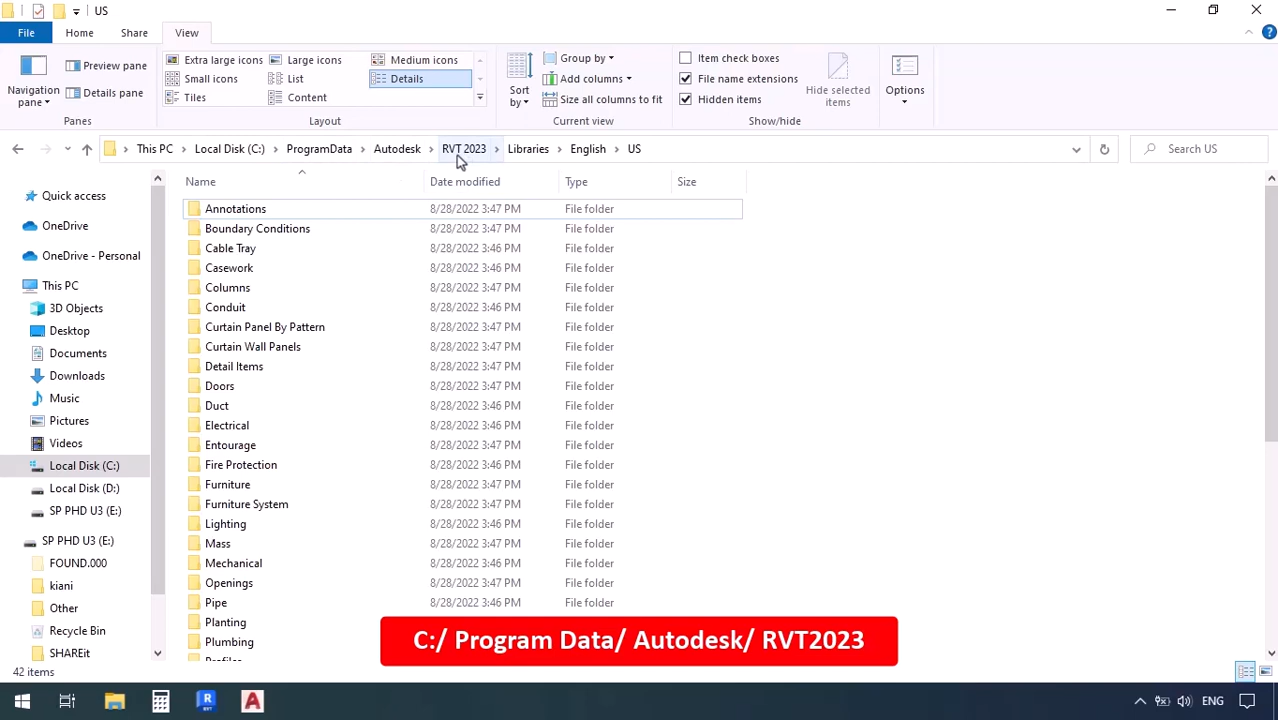 US
File Home Share View
Navigation pane
Preview pane
Details pane
Panes
Extra large icons Large icons Medium icons
Small icons List Details
Tiles Content
Layout
Sort by
Group by
Add columns
Size all columns to fit
Current view
Item check boxes
File name extensions
Hidden items
Hide selected items
Show/hide
Options
This PC Local Disk (C:) ProgramData Autodesk RVT 2023 Libraries English US
Search US
Quick access
OneDrive
OneDrive - Personal
This PC
3D Objects
Desktop
Documents
Downloads
Music
Pictures
Videos
Local Disk (C:)
Local Disk (D:)
SP PHD U3 (E:)
SP PHD U3 (E:)
FOUND.000
kiani
Other
Recycle Bin
SHAREit
Name Date modified Type Size
Annotations 8/28/2022 3:47 PM File folder
Boundary Conditions 8/28/2022 3:47 PM File folder
Cable Tray 8/28/2022 3:46 PM File folder
Casework 8/28/2022 3:46 PM File folder
Columns 8/28/2022 3:47 PM File folder
Conduit 8/28/2022 3:46 PM File folder
Curtain Panel By Pattern 8/28/2022 3:47 PM File folder
Curtain Wall Panels 8/28/2022 3:47 PM File folder
Detail Items 8/28/2022 3:47 PM File folder
Doors 8/28/2022 3:47 PM File folder
Duct 8/28/2022 3:46 PM File folder
Electrical 8/28/2022 3:46 PM File folder
Entourage 8/28/2022 3:47 PM File folder
Fire Protection 8/28/2022 3:46 PM File folder
Furniture 8/28/2022 3:47 PM File folder
Furniture System 8/28/2022 3:47 PM File folder
Lighting 8/28/2022 3:46 PM File folder
Mass 8/28/2022 3:47 PM File folder
Mechanical 8/28/2022 3:46 PM File folder
Openings 8/28/2022 3:47 PM File folder
Pipe 8/28/2022 3:46 PM File folder
Planting
Plumbing
C:/ Program Data/ Autodesk/ RVT2023
42 items
ENG